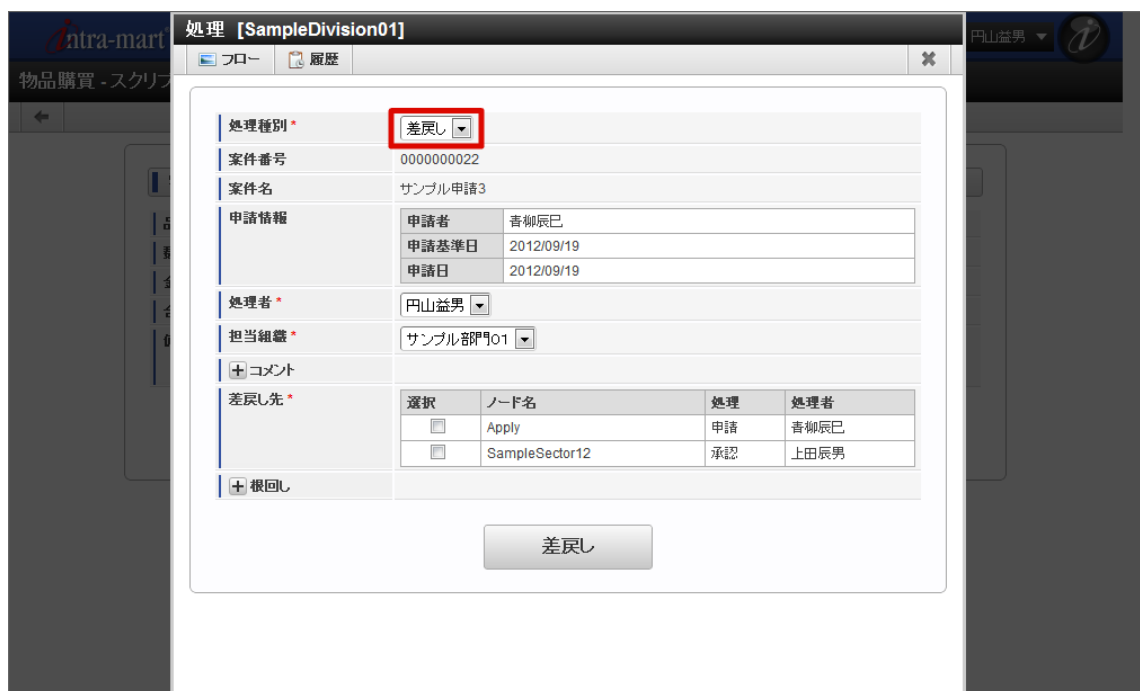 intra-mart
処理 [SampleDivision01]
円山益男
フロー 履歴
物品購買 - スクリプ
処理種別* 差戻し
案件番号 0000000022
案件名 サンプル申請3
申請情報 申請者 青柳辰巳
申請基準日 2012/09/19
申請日 2012/09/19
処理者* 円山益男
担当組織* サンプル部門01
コメント
差戻し先* 選択 ノード名 処理 処理者
Apply 申請 青柳辰巳
SampleSector12 承認 上田辰男
根回し
差戻し